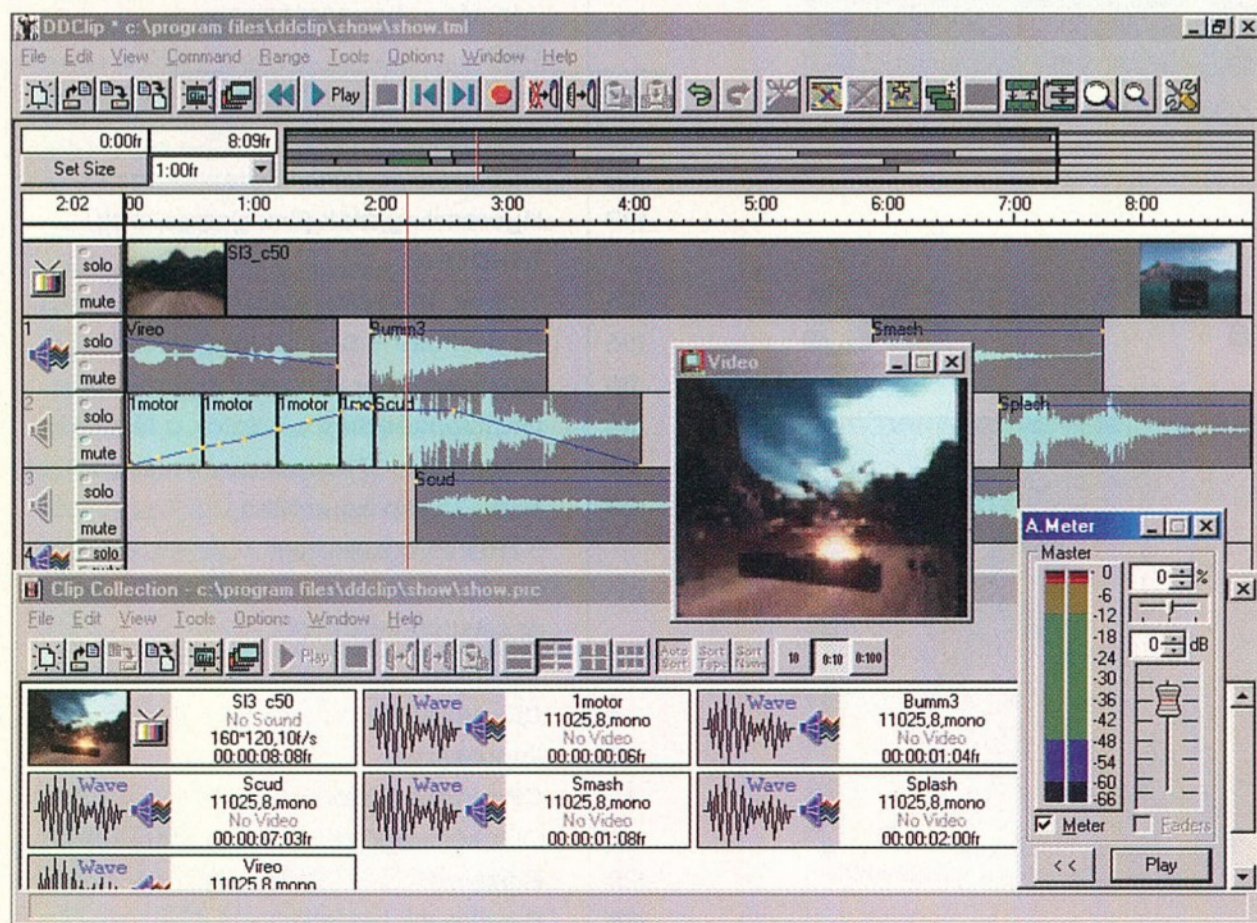 DDClip * c:\program files\ddclip\show\show.tml
File Edit View Command Range Tools Options Window Help
Play
0:00fr 8:09fr
Set Size 1:00fr
2:02 00 1:00 2:00 3:00 4:00 5:00 6:00 7:00 8:00
solo
mute
SI3_c50
1
solo
mute
Vireo
Bumm3
Smash
2
solo
mute
1motor
1motor
1motor
1mo
Scud
Splash
3
solo
mute
Scud
4
solo
Video
Clip Collection - c:\program files\ddclip\show\show.prc
File Edit View Tools Options Window Help
Play
Auto Sort
Sort Type
Sort Name
10
0:10
0:100
SI3 c50
No Sound
160*120,10f/s
00:00:08:08fr
Wave
1motor
11025,8,mono
No Video
00:00:00:06fr
Wave
Bumm3
11025,8,mono
No Video
00:00:01:04fr
Wave
Scud
11025,8,mono
No Video
00:00:07:03fr
Wave
Smash
11025,8,mono
No Video
00:00:01:08fr
Wave
Splash
11025,8,mono
No Video
00:00:02:00fr
Wave
Vireo
11025,8,mono
A.Meter
Master
0
-6
-12
-18
-24
-30
-36
-42
-48
-54
-60
-66
0 %
0 dB
Meter
Faders
<<
Play